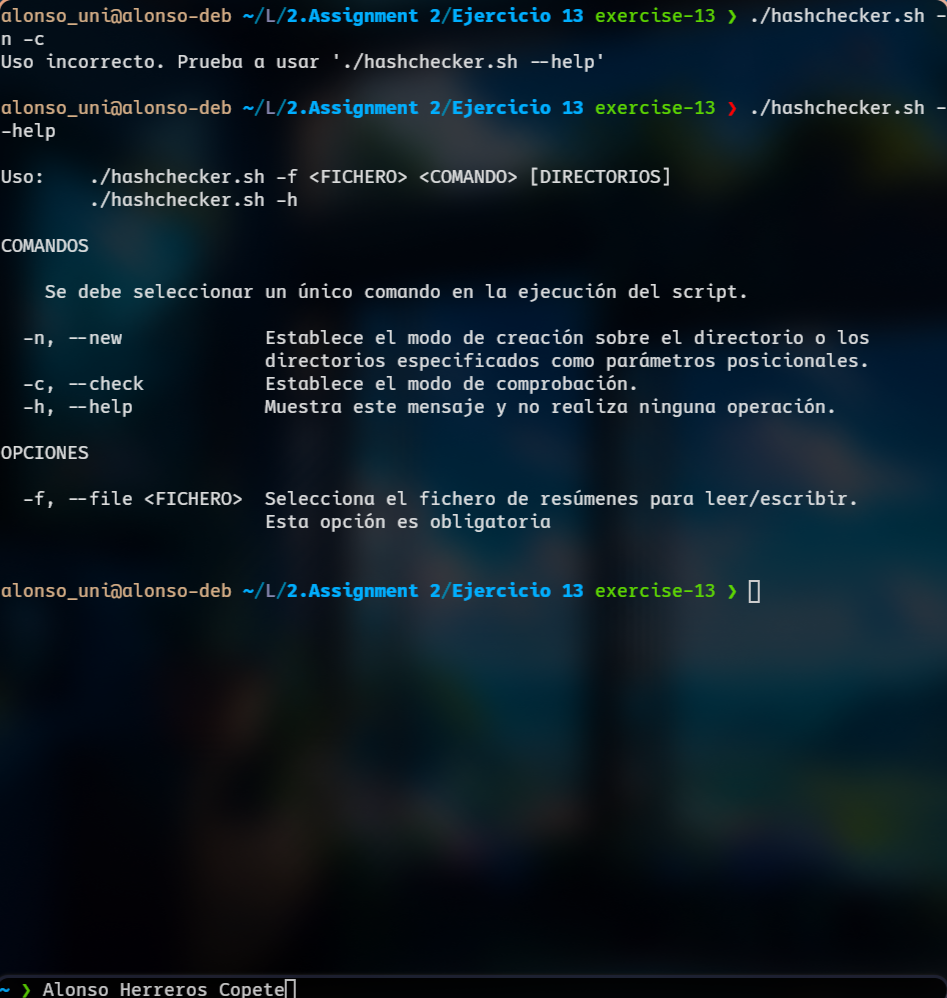 alonso_uni@alonso-deb ~/L/2.Assignment 2/Ejercicio 13 exercise-13 ❯ ./hashchecker.sh -
n -c
Uso incorrecto. Prueba a usar './hashchecker.sh --help'
alonso_uni@alonso-deb ~/L/2.Assignment 2/Ejercicio 13 exercise-13 ❯ ./hashchecker.sh -
-help
Uso:    ./hashchecker.sh -f <FICHERO> <COMANDO> [DIRECTORIOS]
./hashchecker.sh -h
COMANDOS
Se debe seleccionar un único comando en la ejecución del script.
-n, --new             Establece el modo de creación sobre el directorio o los
directorios especificados como parámetros posicionales.
-c, --check           Establece el modo de comprobación.
-h, --help            Muestra este mensaje y no realiza ninguna operación.
OPCIONES
-f, --file <FICHERO>  Selecciona el fichero de resúmenes para leer/escribir.
Esta opción es obligatoria
alonso_uni@alonso-deb ~/L/2.Assignment 2/Ejercicio 13 exercise-13 ❯
~ ❯ Alonso Herreros Copete